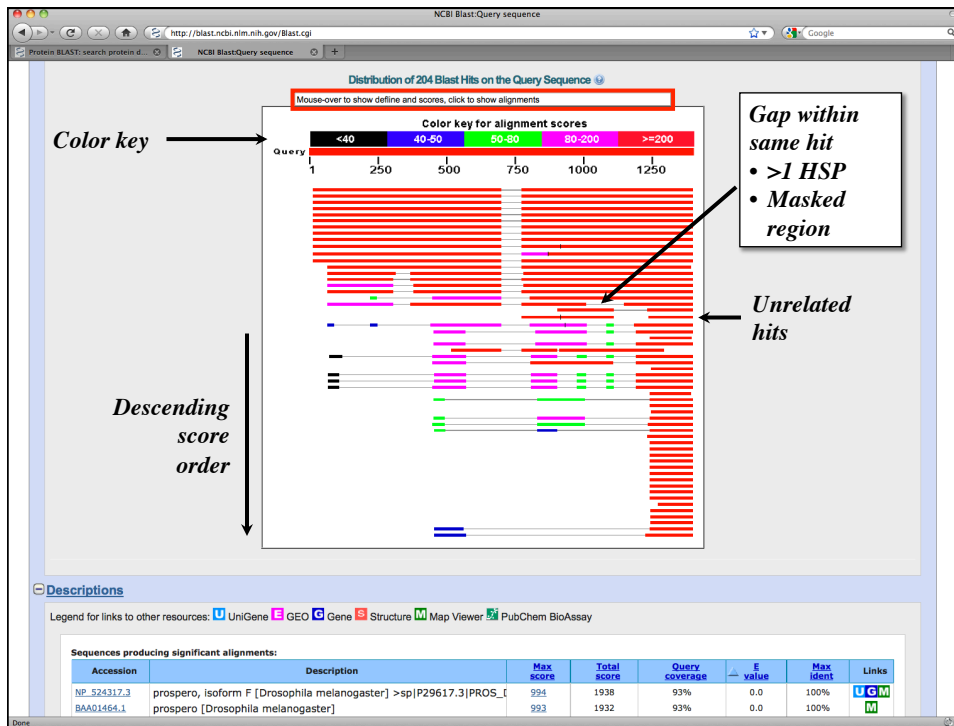 NCBI Blast:Query sequence
http://blast.ncbi.nlm.nih.gov/Blast.cgi
Google
Protein BLAST: search protein d...
NCBI Blast:Query sequence
Distribution of 204 Blast Hits on the Query Sequence
Mouse-over to show defline and scores, click to show alignments
Color key for alignment scores
<40 40-50 50-80 80-200 >=200
Query
1 250 500 750 1000 1250
Color key
Gap within
same hit
• >1 HSP
• Masked
region
Unrelated
hits
Descending
score
order
Descriptions
Legend for links to other resources: U UniGene E GEO G Gene S Structure M Map Viewer PubChem BioAssay
Sequences producing significant alignments:
Accession Description Max score Total score Query coverage E value Max ident Links
NP_524317.3 prospero, isoform F [Drosophila melanogaster] >sp|P29617.3|PROS_D 994 1938 93% 0.0 100% U G M
BAA01464.1 prospero [Drosophila melanogaster] 993 1932 93% 0.0 100% M
Done